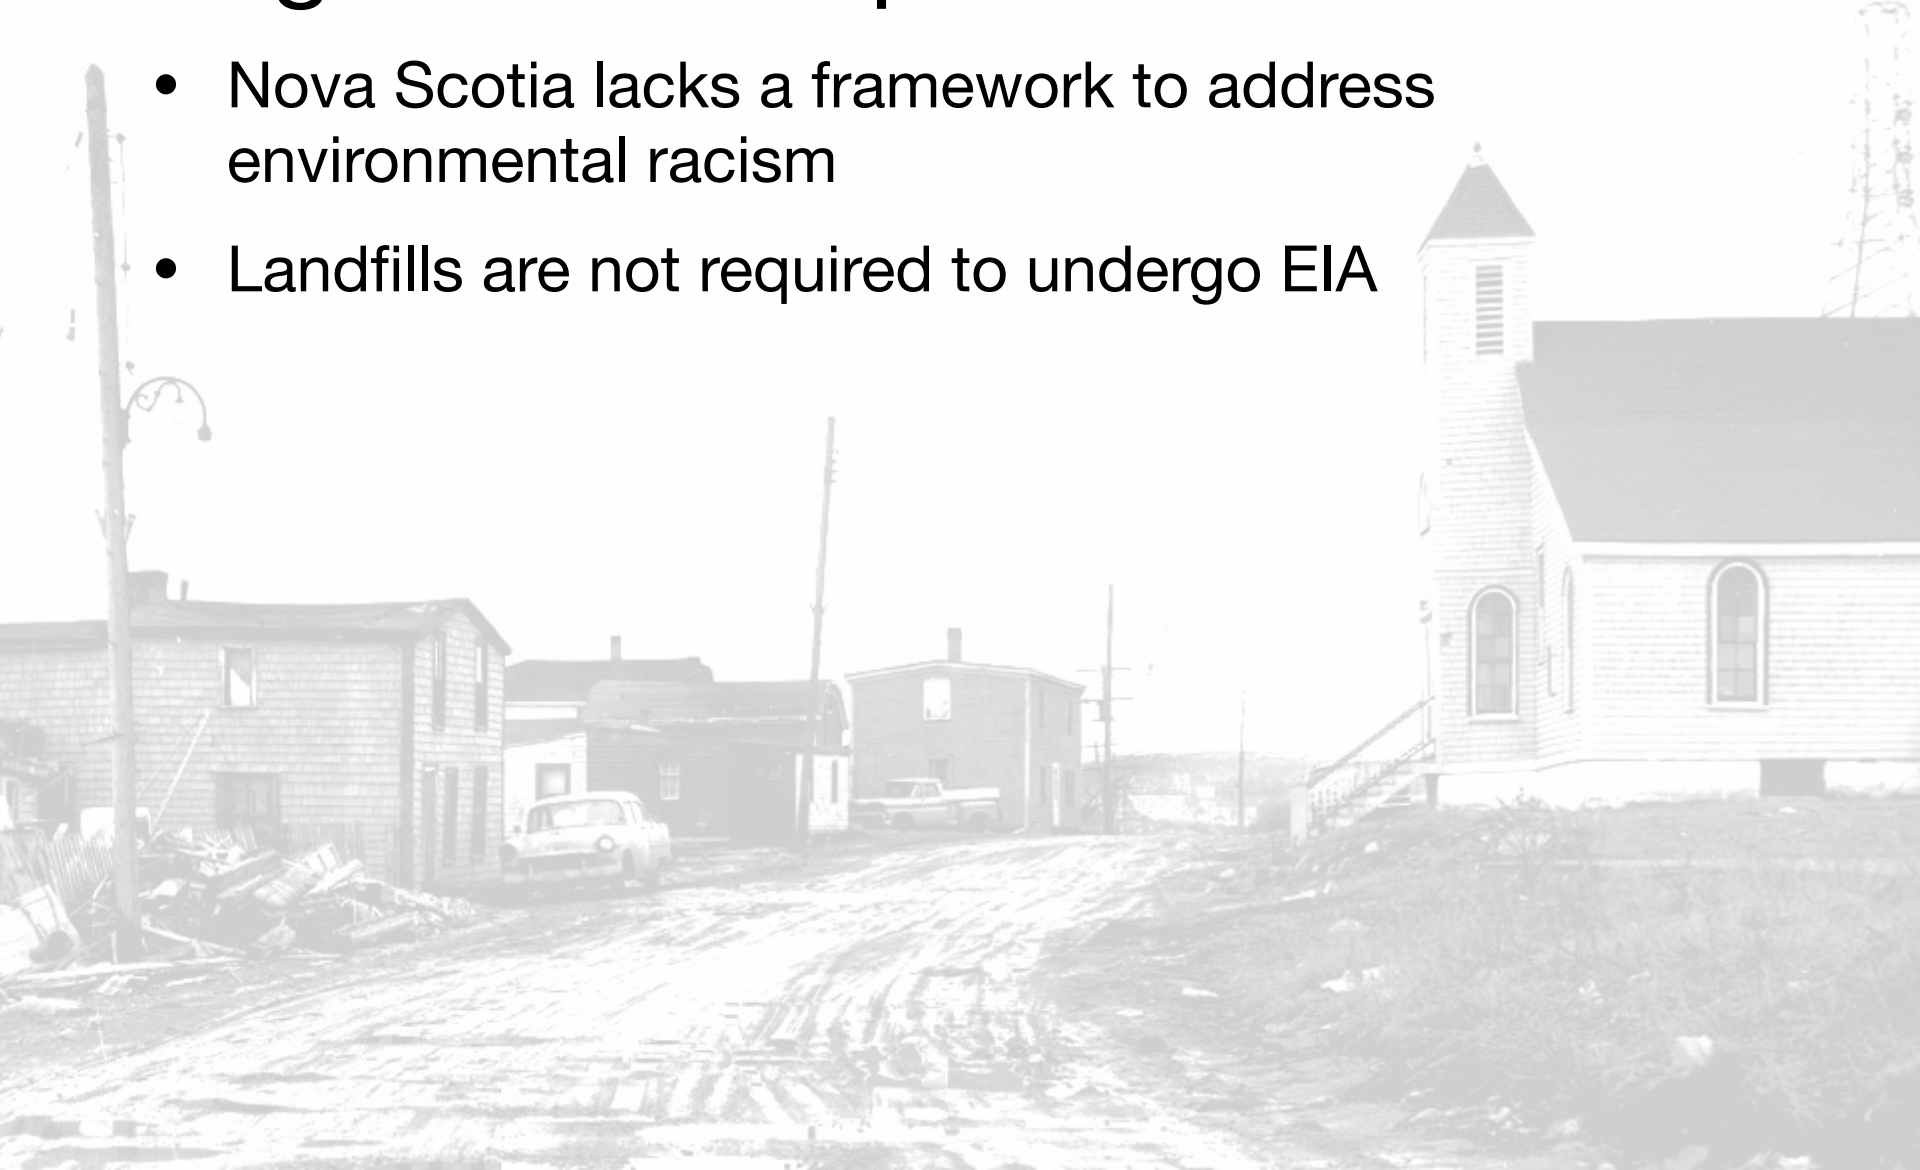 • Nova Scotia lacks a framework to address
environmental racism
• Landfills are not required to undergo EIA